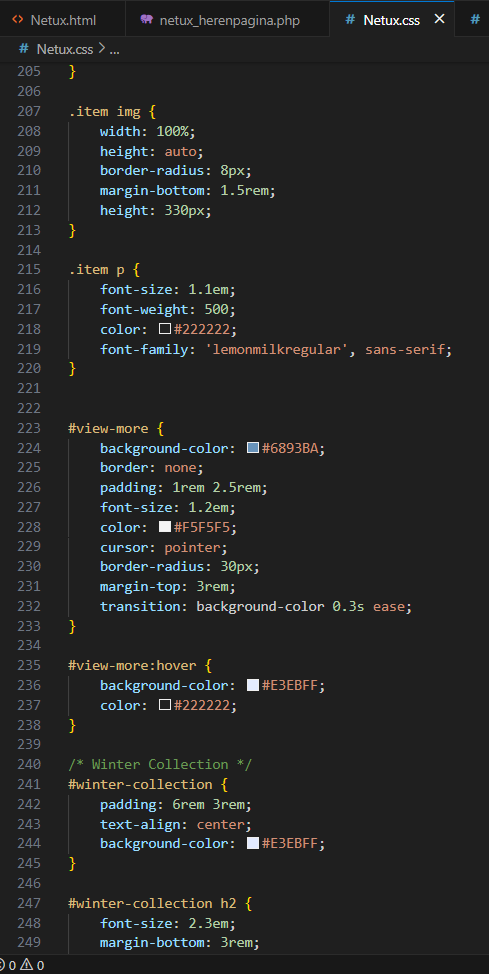 <> Netux.html netux_herenpagina.php # Netux.css × #
# Netux.css > ...
205 }
206
207 .item img {
208 width: 100%;
209 height: auto;
210 border-radius: 8px;
211 margin-bottom: 1.5rem;
212 height: 330px;
213 }
214
215 .item p {
216 font-size: 1.1em;
217 font-weight: 500;
218 color: #222222;
219 font-family: 'lemonmilkregular', sans-serif;
220 }
221
222
223 #view-more {
224 background-color: #6893BA;
225 border: none;
226 padding: 1rem 2.5rem;
227 font-size: 1.2em;
228 color: #F5F5F5;
229 cursor: pointer;
230 border-radius: 30px;
231 margin-top: 3rem;
232 transition: background-color 0.3s ease;
233 }
234
235 #view-more:hover {
236 background-color: #E3EBFF;
237 color: #222222;
238 }
239
240 /* Winter Collection */
241 #winter-collection {
242 padding: 6rem 3rem;
243 text-align: center;
244 background-color: #E3EBFF;
245 }
246
247 #winter-collection h2 {
248 font-size: 2.3em;
249 margin-bottom: 3rem;
0 0